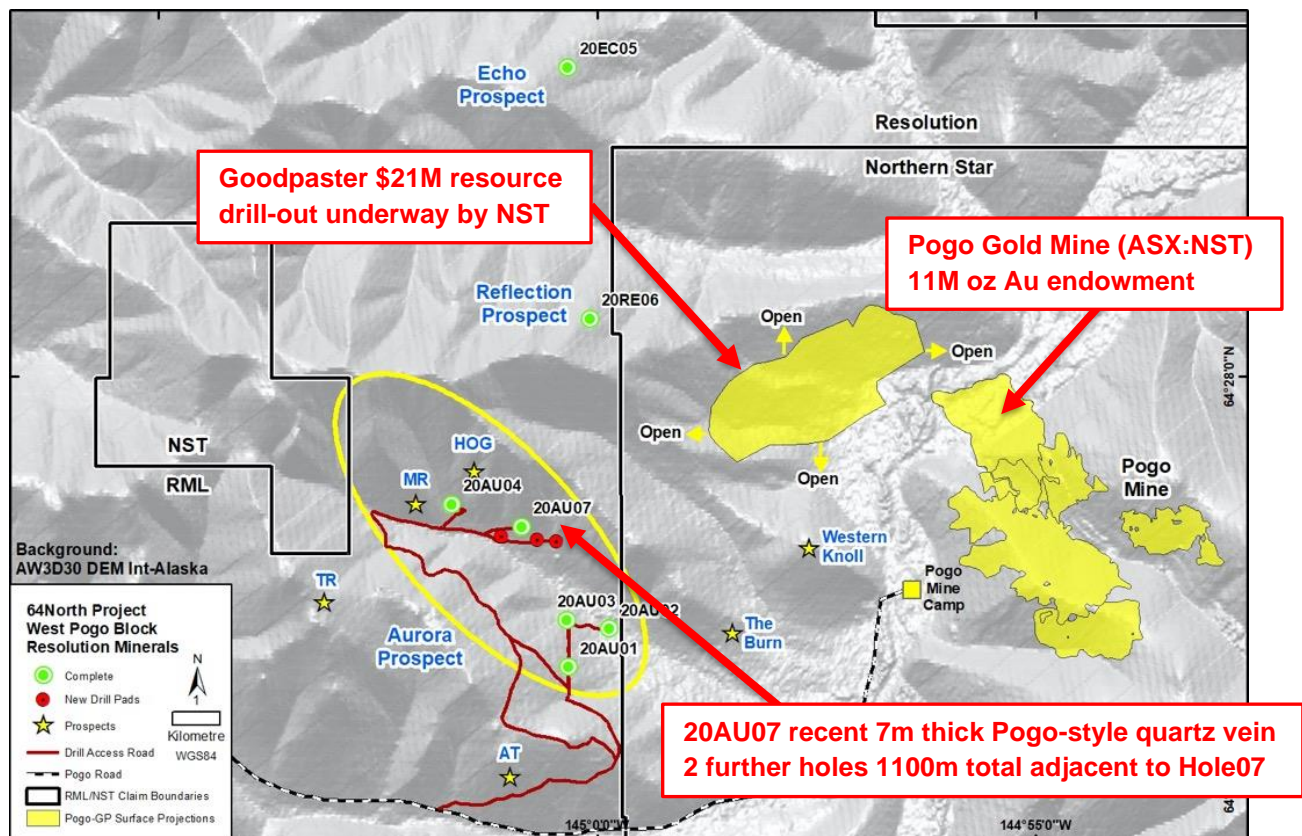 20EC05
Echo
Prospect
Resolution
Northern Star
Goodpaster $21M resource
drill-out underway by NST
Pogo Gold Mine (ASX:NST)
11M oz Au endowment
Reflection
Prospect
20RE06
Open
Open
Open
Open
64°28'0"N
NST
RML
HOG
MR
20AU04
20AU07
Pogo
Mine
Western
Knoll
Background:
AW3D30 DEM Int-Alaska
TR
20AU03
20AU02
20AU01
Aurora
Prospect
The
Burn
Pogo
Mine
Camp
64North Project
West Pogo Block
Resolution Minerals
Complete
New Drill Pads
Prospects
Drill Access Road
Pogo Road
RML/NST Claim Boundaries
Pogo-GP Surface Projections
N
1
Kilometre
WGS84
20AU07 recent 7m thick Pogo-style quartz vein
2 further holes 1100m total adjacent to Hole07
AT
145°0'0"W
144°55'0"W